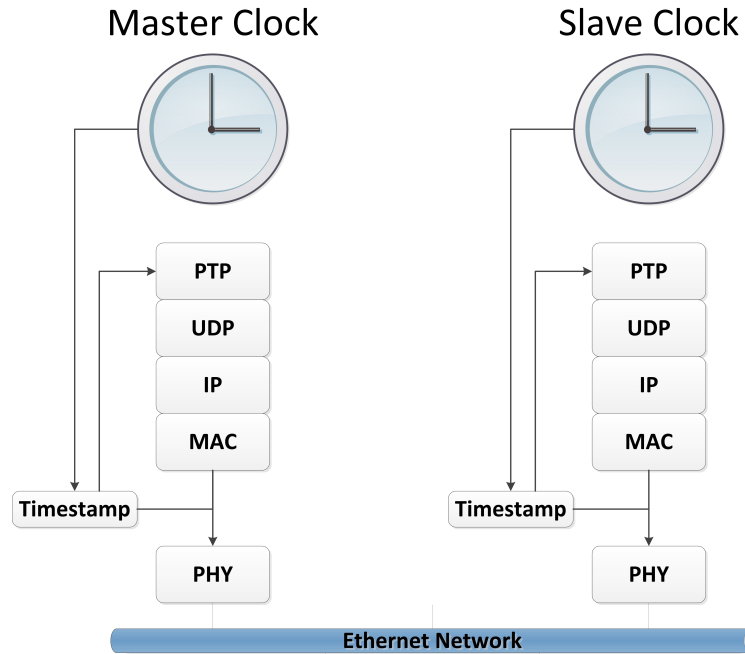 Master Clock
Slave Clock
PTP
UDP
IP
MAC
Timestamp
PHY
PTP
UDP
IP
MAC
Timestamp
PHY
Ethernet Network